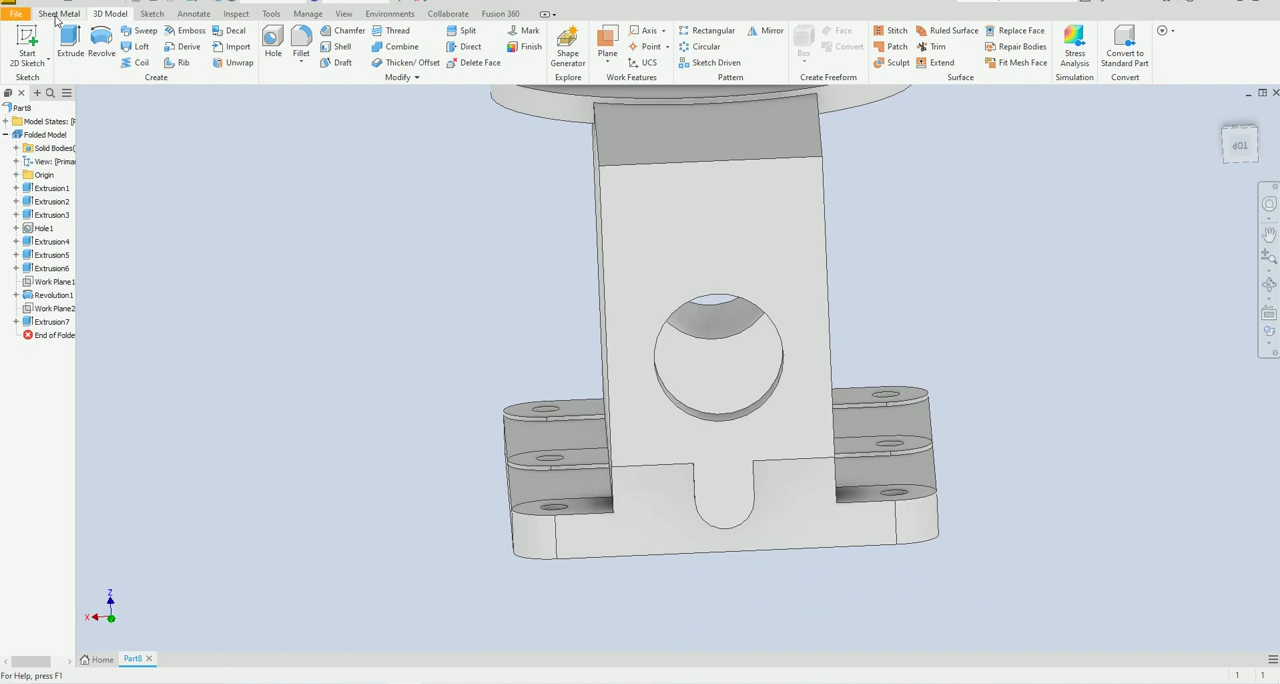 File Sheet Metal 3D Model Sketch Annotate Inspect Tools Manage View Environments Collaborate Fusion 360
Sweep Emboss Decal Chamfer Thread Split Mark Axis Rectangular Mirror Face Stitch Ruled Surface Replace Face
Start 2D Sketch Extrude Revolve Loft Derive Import Hole Fillet Shell Combine Direct Finish Shape Generator Plane Point Circular Box Convert Patch Trim Repair Bodies Stress Analysis Convert to Standard Part
Coil Rib Unwrap Draft Thicken/ Offset Delete Face UCS Sketch Driven Sculpt Extend Fit Mesh Face
Sketch Create Modify Explore Work Features Pattern Create Freeform Surface Simulation Convert
Part8
Model States: [P
Folded Model
Solid Bodies(
View: [Prima
Origin
Extrusion1
Extrusion2
Extrusion3
Hole1
Extrusion4
Extrusion5
Extrusion6
Work Plane1
Revolution1
Work Plane2
Extrusion7
End of Folde
TOP
Z
X
Home Part8
For Help, press F1 1 1